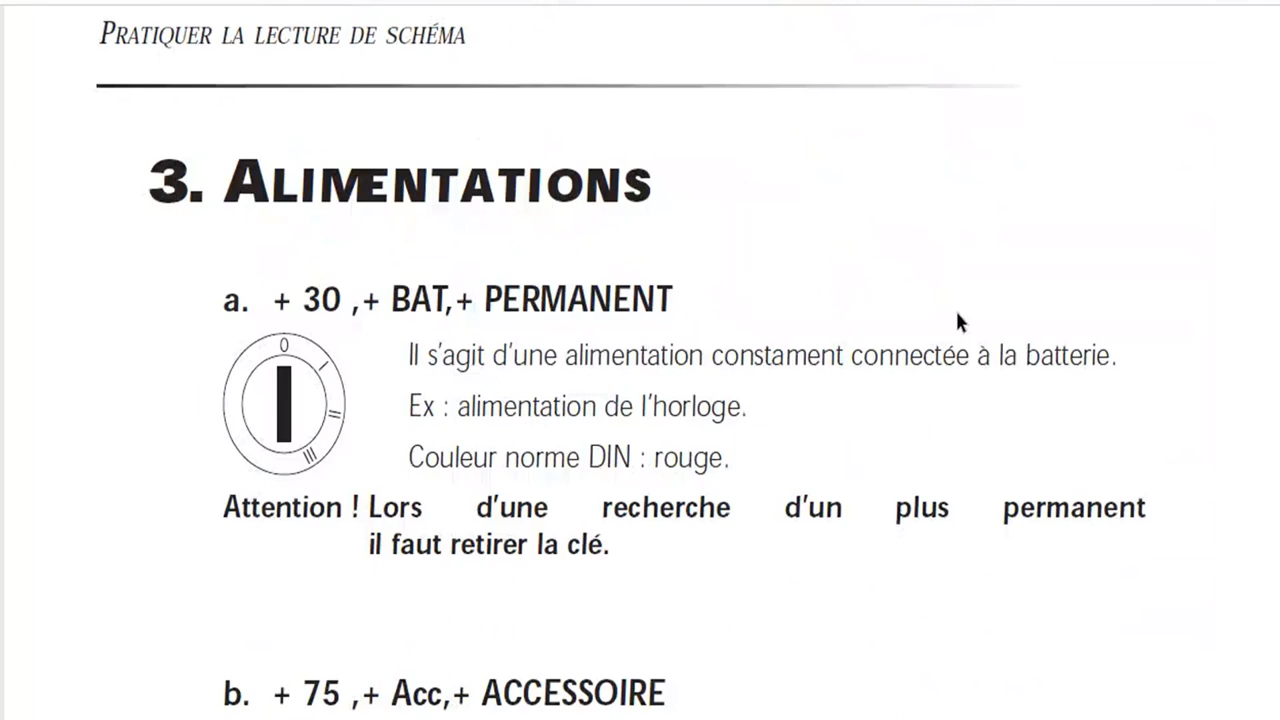 PRATIQUER LA LECTURE DE SCHÉMA
3. ALIMENTATIONS
a. + 30 ,+ BAT,+ PERMANENT
0
I
II
III
Il s'agit d'une alimentation constament connectée à la batterie.
Ex : alimentation de l'horloge.
Couleur norme DIN : rouge.
Attention ! Lors d'une recherche d'un plus permanent
il faut retirer la clé.
b. + 75 ,+ Acc,+ ACCESSOIRE